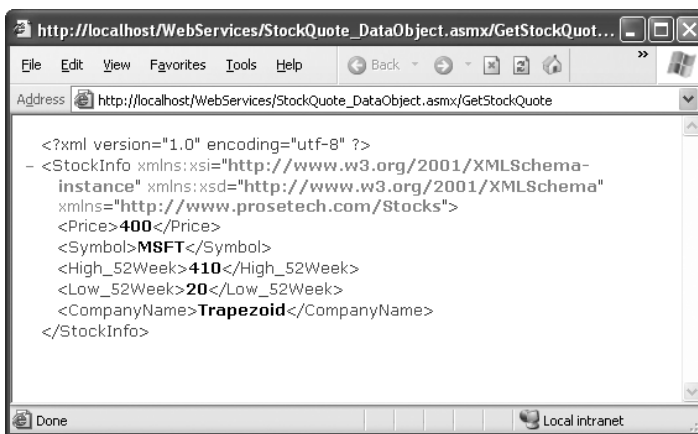 http://localhost/WebServices/StockQuote_DataObject.asmx/GetStockQuot...
File Edit View Favorites Tools Help Back »
Address http://localhost/WebServices/StockQuote_DataObject.asmx/GetStockQuote
<?xml version="1.0" encoding="utf-8" ?>
- <StockInfo xmlns:xsi="http://www.w3.org/2001/XMLSchema-
instance" xmlns:xsd="http://www.w3.org/2001/XMLSchema"
xmlns="http://www.prosetech.com/Stocks">
<Price>400</Price>
<Symbol>MSFT</Symbol>
<High_52Week>410</High_52Week>
<Low_52Week>20</Low_52Week>
<CompanyName>Trapezoid</CompanyName>
</StockInfo>
Done Local intranet